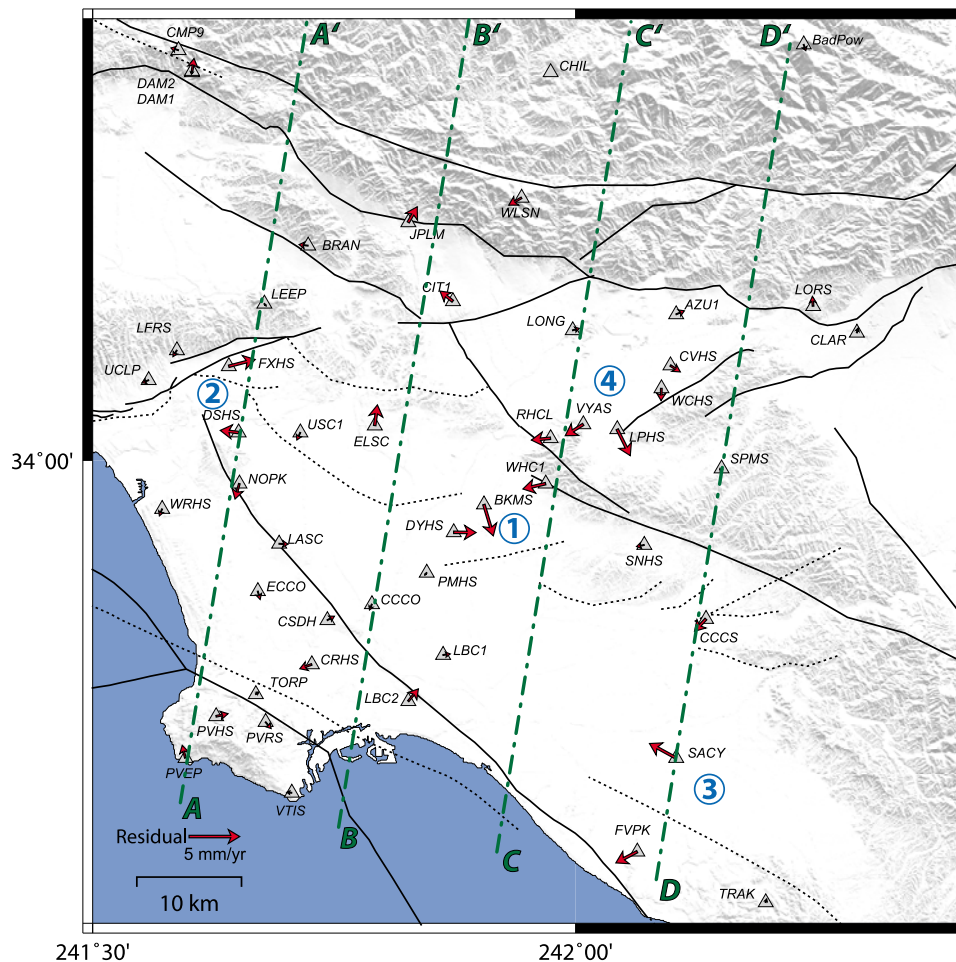 A'
B'
C'
D'
BadPow
CMP9
DAM2
DAM1
CHIL
WLSN
JPLM
BRAN
LEEP
CIT1
LONG
AZU1
LORS
CLAR
LFRS
UCLP
FXHS
CVHS
WCHS
2
4
DSHS
USC1
ELSC
RHCL
VYAS
LPHS
34°00'
SPMS
NOPK
WHC1
WRHS
BKMS
DYHS
1
LASC
SNHS
PMHS
ECCO
CCCO
CSDH
CCCS
CRHS
LBC1
TORP
LBC2
PVHS
PVRS
PVEP
SACY
3
VTIS
A
B
C
D
Residual
5 mm/yr
FVPK
10 km
TRAK
241°30'
242°00'